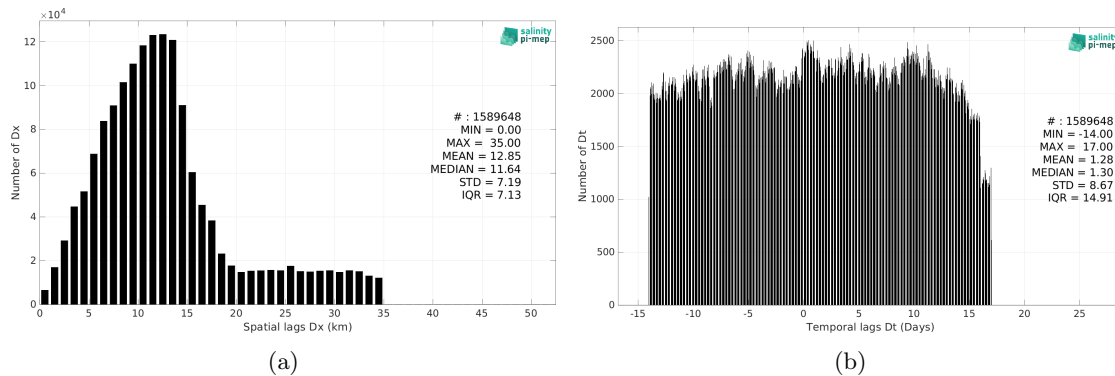 ×10⁴
12
10
8
6
4
2
0
Number of Dx
0 5 10 15 20 25 30 35 40 45 50
Spatial lags Dx (km)
salinity
pi-mep
# : 1589648
MIN = 0.00
MAX = 35.00
MEAN = 12.85
MEDIAN = 11.64
STD = 7.19
IQR = 7.13
(a)
2500
2000
1500
1000
500
0
Number of Dt
-15 -10 -5 0 5 10 15 20 25
Temporal lags Dt (Days)
salinity
pi-mep
# : 1589648
MIN = -14.00
MAX = 17.00
MEAN = 1.28
MEDIAN = 1.30
STD = 8.67
IQR = 14.91
(b)